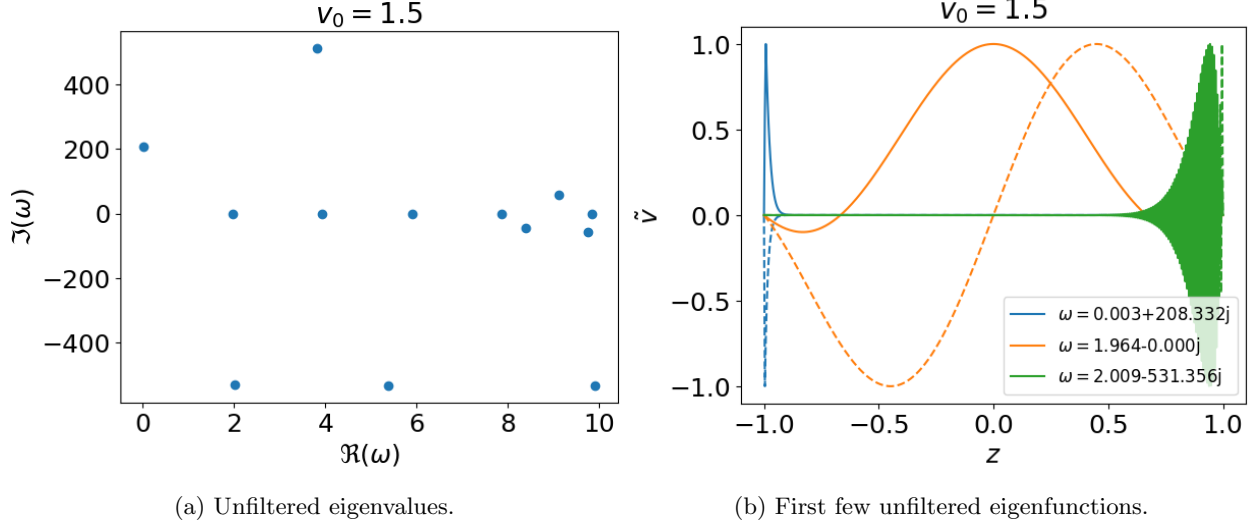 v₀ = 1.5
400
200
0
−200
−400
ℑ(ω)
0 2 4 6 8 10
ℜ(ω)
(a) Unfiltered eigenvalues.
v₀ = 1.5
1.0
0.5
0.0
−0.5
−1.0
ṽ
ω = 0.003+208.332j
ω = 1.964-0.000j
ω = 2.009-531.356j
−1.0 −0.5 0.0 0.5 1.0
z
(b) First few unfiltered eigenfunctions.